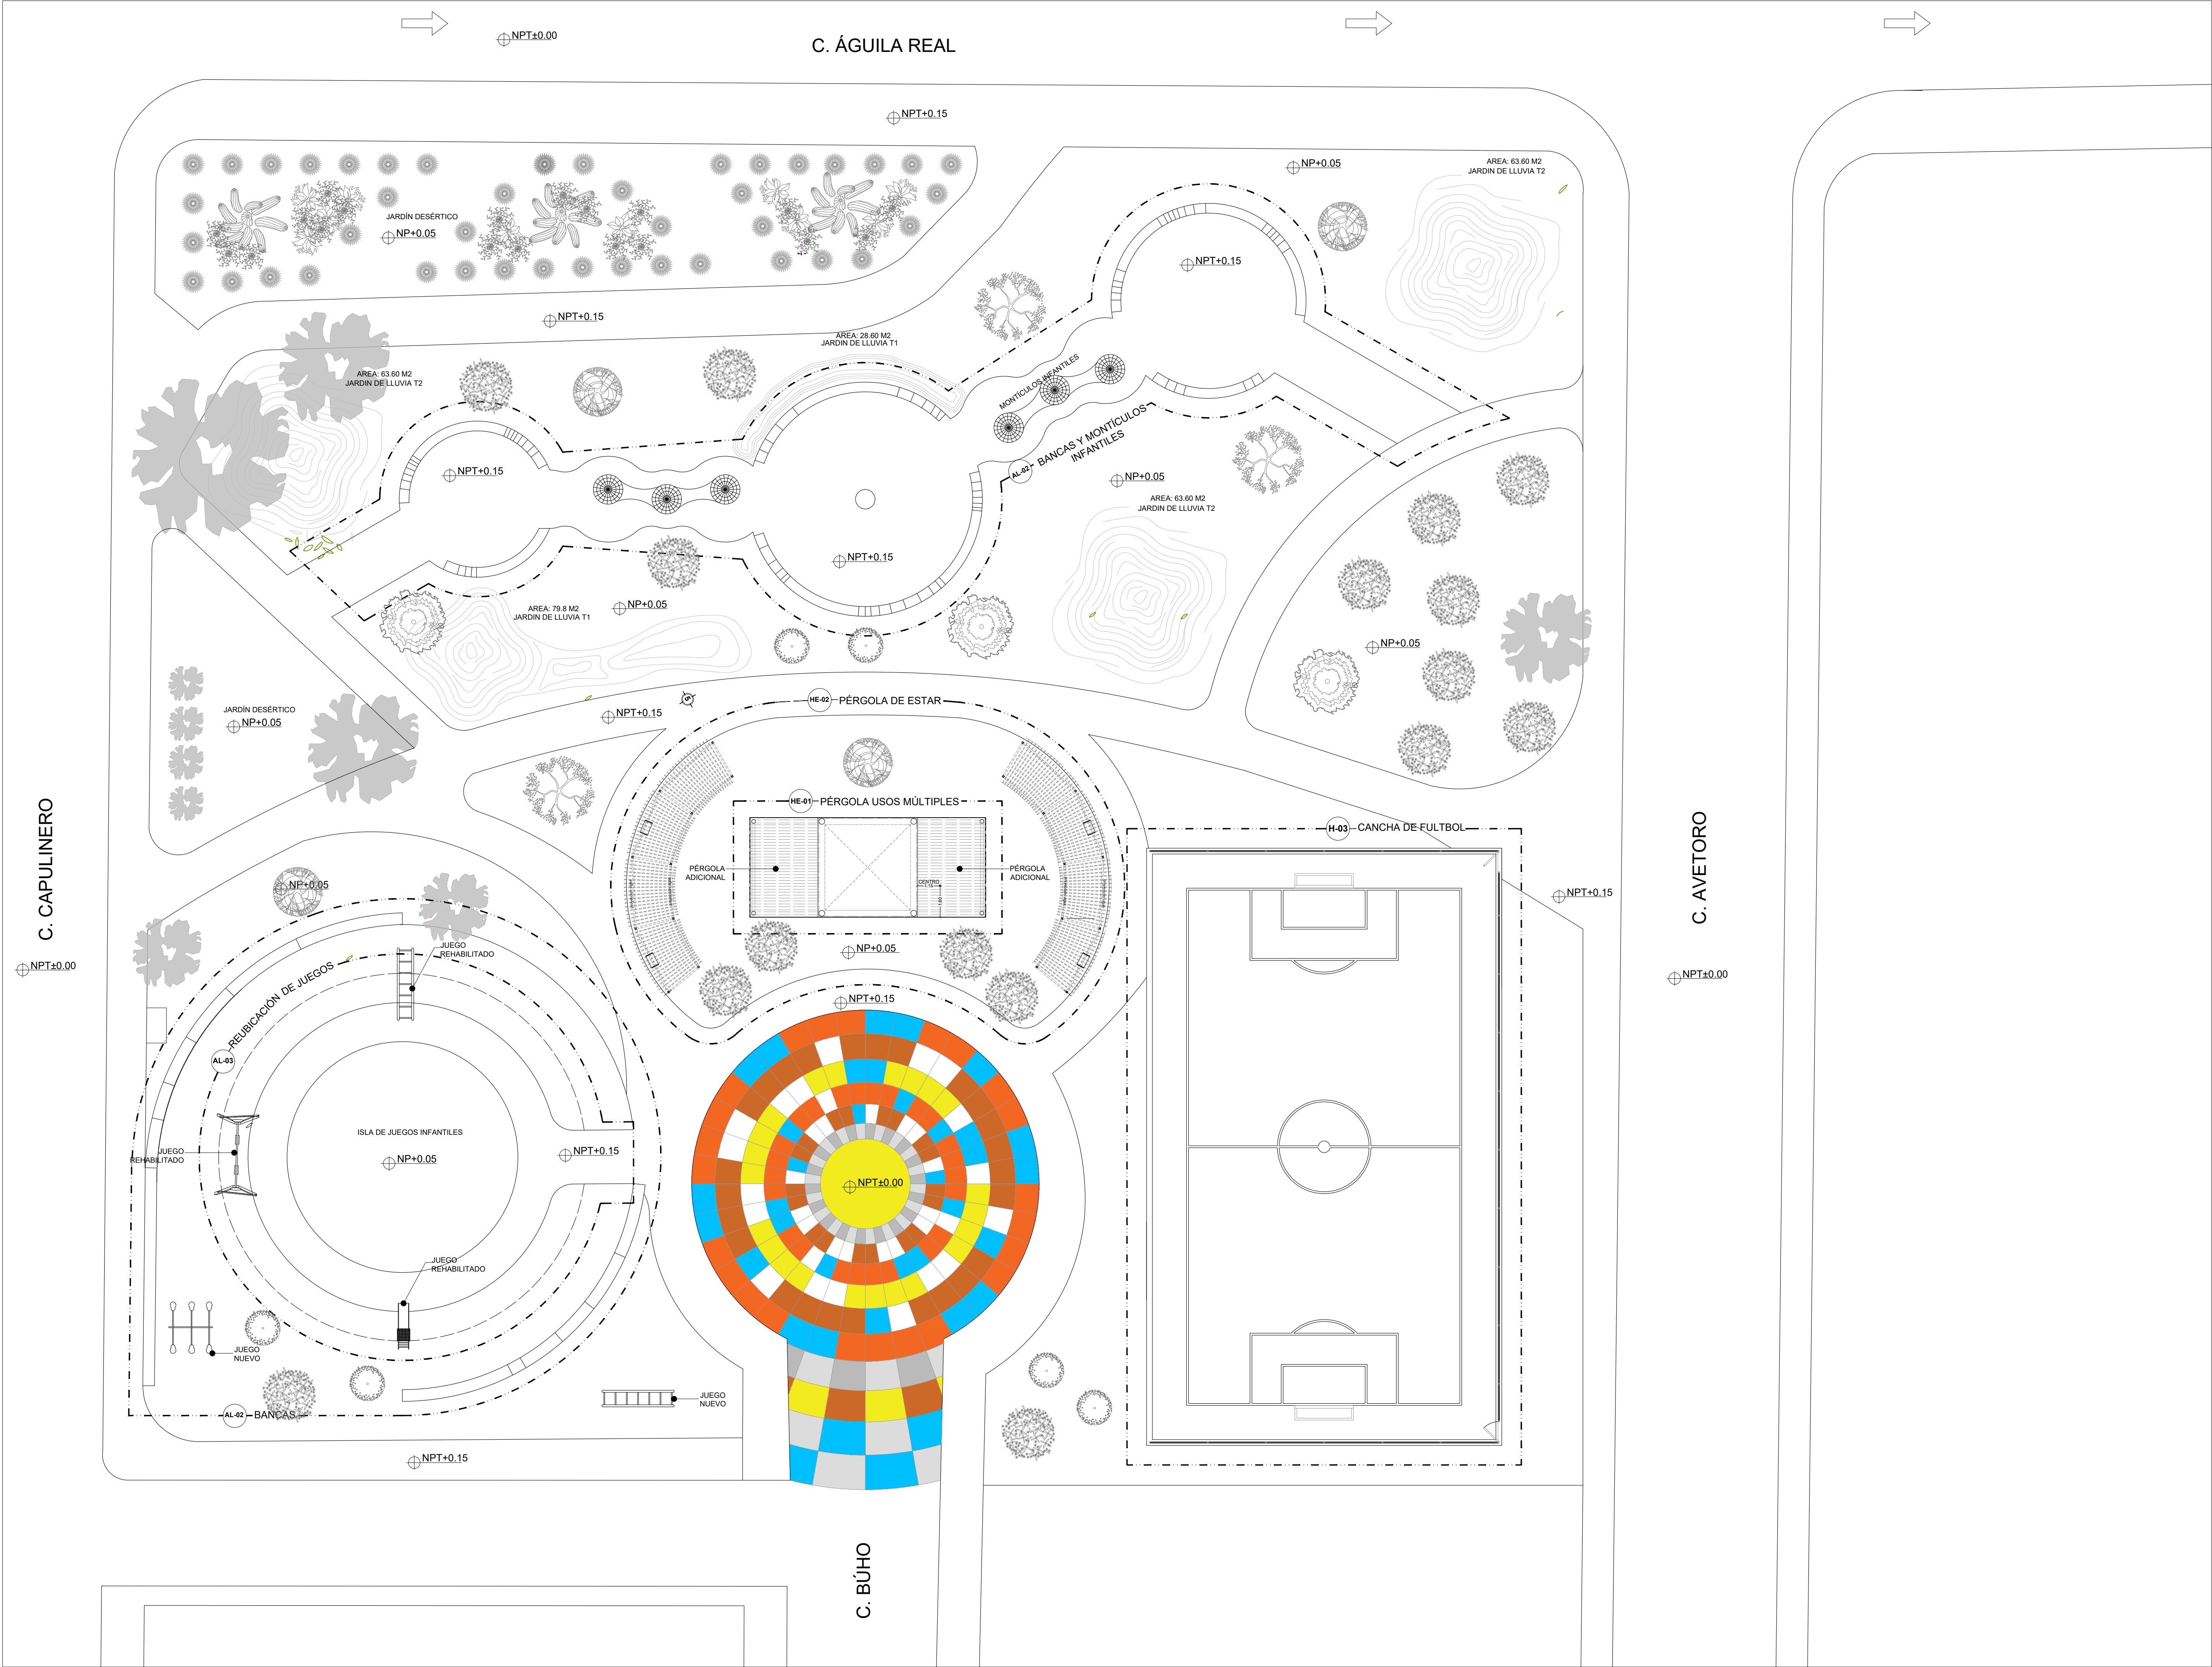 NPT±0.00
C. ÁGUILA REAL
NPT+0.15
NP+0.05
AREA: 63.60 M2
JARDIN DE LLUVIA T2
JARDÍN DESÉRTICO
NP+0.05
NPT+0.15
NPT+0.15
AREA: 28.60 M2
JARDIN DE LLUVIA T1
AREA: 63.60 M2
JARDIN DE LLUVIA T2
MONTÍCULOS INFANTILES
AL-02 BANCAS Y MONTÍCULOS
INFANTILES
NPT+0.15
NP+0.05
AREA: 63.60 M2
JARDIN DE LLUVIA T2
NPT+0.15
AREA: 79.8 M2
JARDIN DE LLUVIA T1
NP+0.05
NP+0.05
JARDÍN DESÉRTICO
NP+0.05
NPT+0.15
HE-02 PÉRGOLA DE ESTAR
HE-01 PÉRGOLA USOS MÚLTIPLES
H-03 CANCHA DE FULTBOL
PÉRGOLA
ADICIONAL
CENTRO
1.15
1.60
PÉRGOLA
ADICIONAL
C. CAPULINERO
C. AVETORO
NP+0.05
NPT+0.15
JUEGO
REHABILITADO
NP+0.05
NPT±0.00
NPT±0.00
AL-03 REUBICACIÓN DE JUEGOS
NPT+0.15
ISLA DE JUEGOS INFANTILES
NP+0.05
JUEGO
REHABILITADO
NPT+0.15
NPT±0.00
JUEGO
REHABILITADO
JUEGO
NUEVO
JUEGO
NUEVO
AL-02 BANCAS
NPT+0.15
C. BÚHO